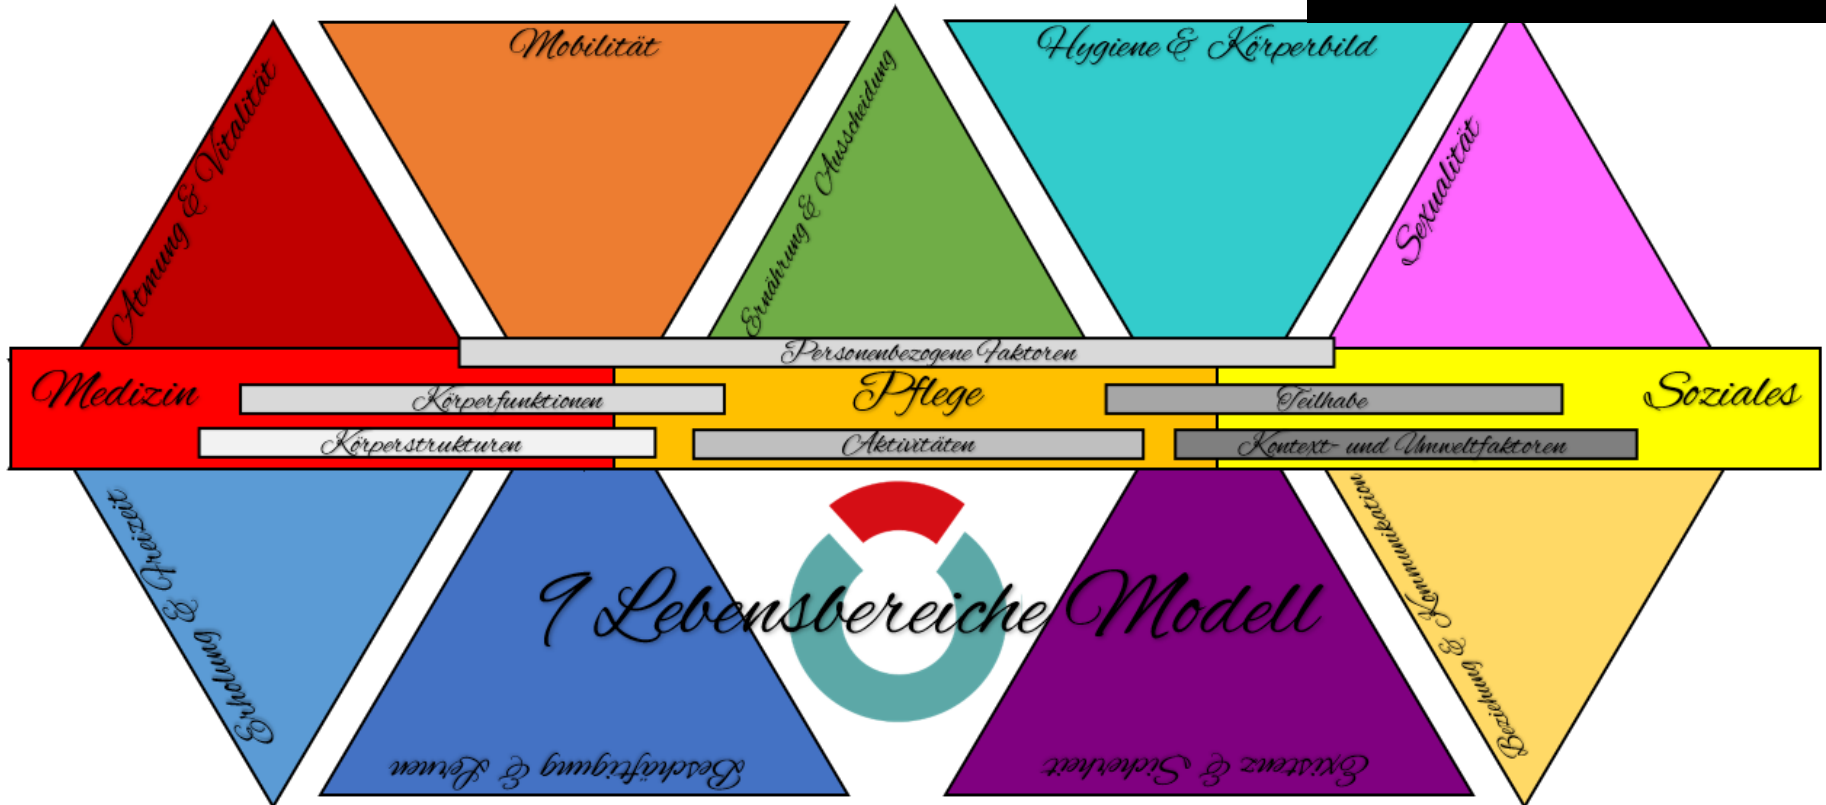 Atmung & Vitalität
Mobilität
Ernährung & Ausscheidung
Hygiene & Körperbild
Sexualität
Personenbezogene Faktoren
Medizin
Pflege
Soziales
Körperfunktionen
Teilhabe
Körperstrukturen
Aktivitäten
Kontext- und Umweltfaktoren
Erholung & Freizeit
Beschäftigung & Lernen
9 Lebensbereiche Modell
Existenz & Sicherheit
Beziehung & Kommunikation